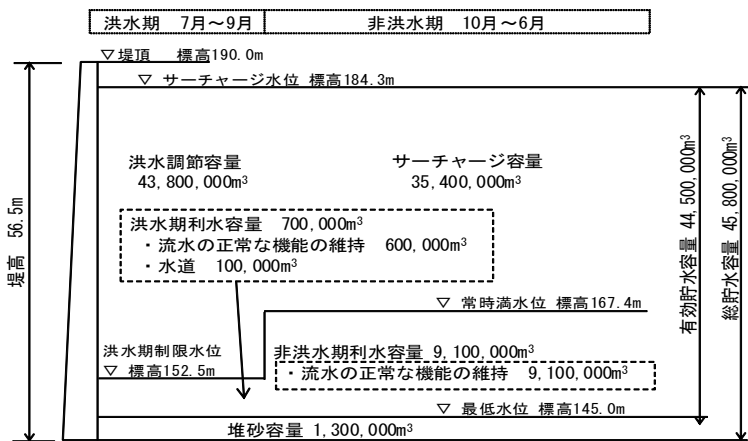 洪水期 7月～9月
非洪水期 10月～6月
▽堤頂 標高190.0m
▽ サーチャージ水位 標高184.3m
洪水調節容量
43,800,000m³
サーチャージ容量
35,400,000m³
洪水期利水容量 700,000m³
・流水の正常な機能の維持 600,000m³
・水道 100,000m³
▽ 常時満水位 標高167.4m
洪水期制限水位
▽ 標高152.5m
非洪水期利水容量 9,100,000m³
・流水の正常な機能の維持 9,100,000m³
▽ 最低水位 標高145.0m
堆砂容量 1,300,000m³
堤高 56.5m
有効貯水容量 44,500,000m³
総貯水容量 45,800,000m³